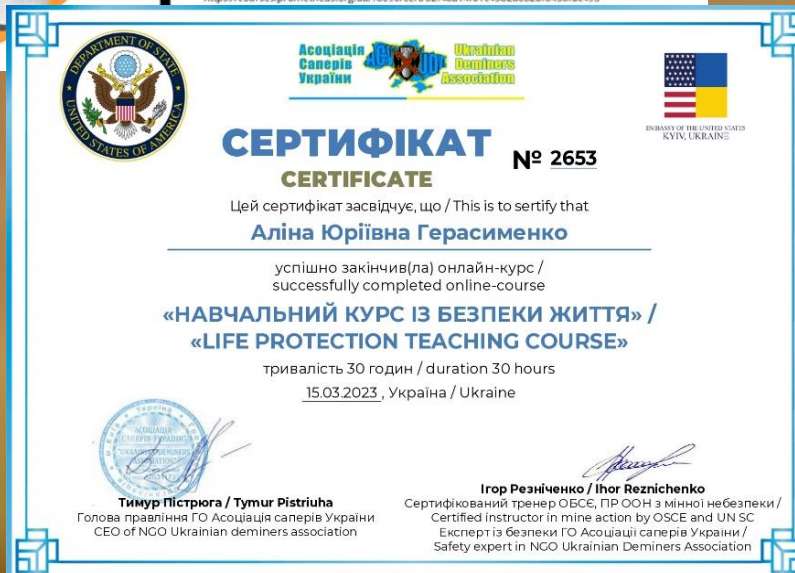 DEPARTMENT OF STATE
UNITED STATES OF AMERICA
Асоціація
Саперів
України
Ukrainian
Deminers
Association
EMBASSY OF THE UNITED STATES
KYIV, UKRAINE
СЕРТИФІКАТ
№ 2653
CERTIFICATE
Цей сертифікат засвідчує, що / This is to sertify that
Аліна Юріївна Герасименко
успішно закінчив(ла) онлайн-курс /
successfully completed online-course
«НАВЧАЛЬНИЙ КУРС ІЗ БЕЗПЕКИ ЖИТТЯ» /
«LIFE PROTECTION TEACHING COURSE»
тривалість 30 годин / duration 30 hours
15.03.2023 , Україна / Ukraine
Тимур Пістрюга / Tymur Pistriuha
Голова правління ГО Асоціація саперів України
CEO of NGO Ukrainian deminers association
Ігор Резніченко / Ihor Reznichenko
Сертифікований тренер ОБСЄ, ПР ООН з мінної небезпеки /
Certified instructor in mine action by OSCE and UN SC
Експерт із безпеки ГО Асоціації саперів України /
Safety expert in NGO Ukrainian Deminers Association